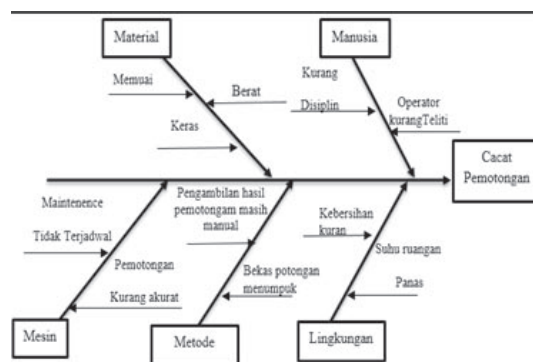 Material
Manusia
Memuai
Berat
Keras
Kurang
Disiplin
Operator
kurangTeliti
Cacat
Pemotongan
Maintenence
Tidak Terjadwal
Pemotongan
Kurang akurat
Pengambilan hasil
pemotongam masih
manual
Bekas potongan
menumpuk
Kebersihan
kuran
Suhu ruangan
Panas
Mesin
Metode
Lingkungan